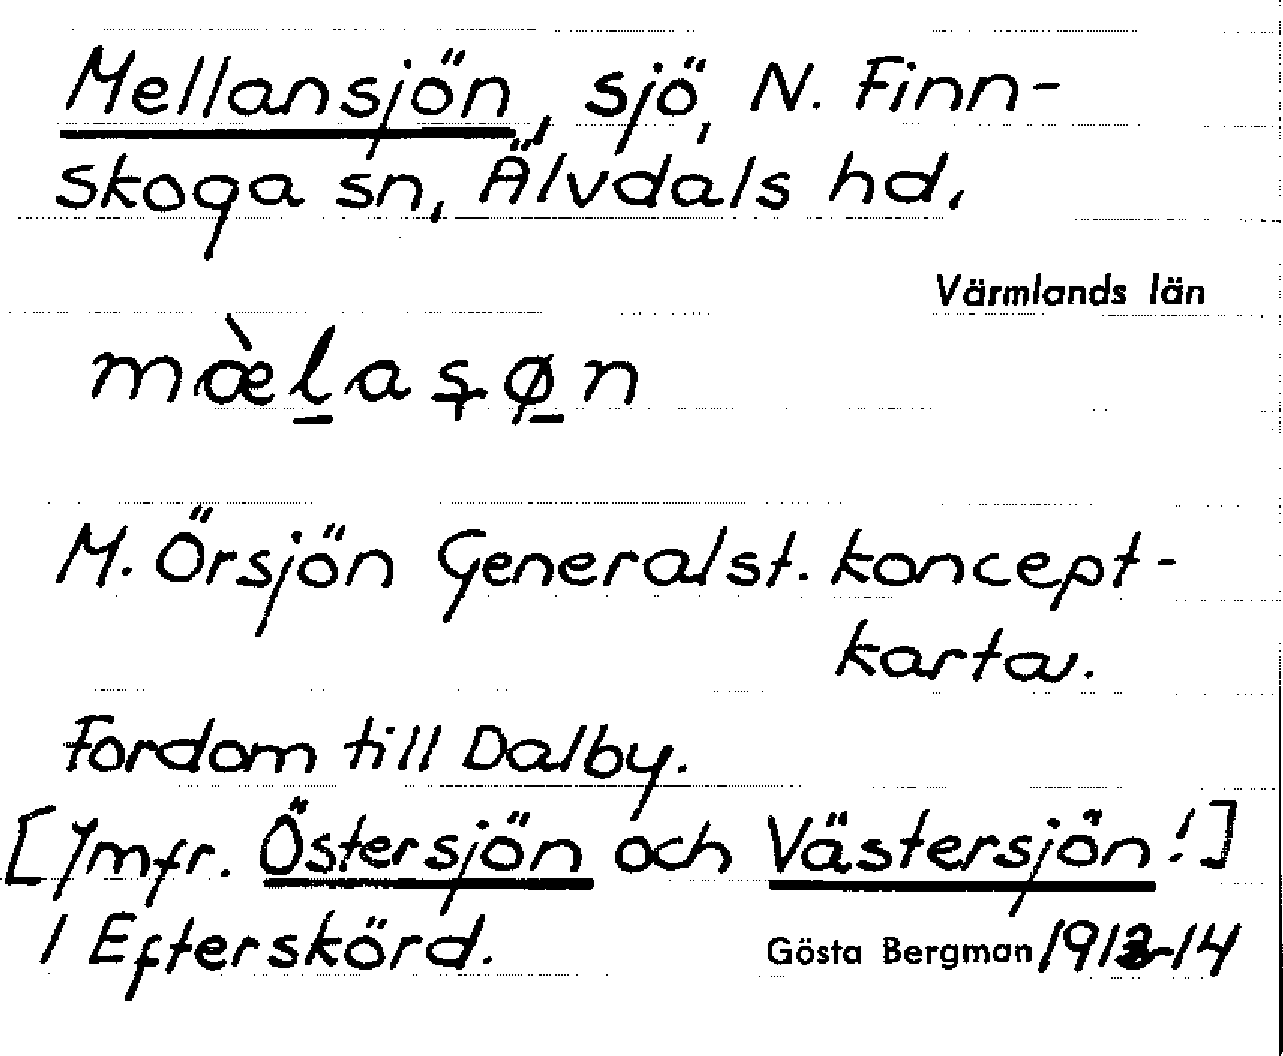 Mellansjön, sjö, N. Finn-
skoga sn, Älvdals hd,
Värmlands län
mæ̀l̲aşø̲n
M. Örsjön Generalst. koncept-
karta.
Fordom till Dalby.
[Jmfr. Östersjön och Västersjön!]
1 Efterskörd.
Gösta Bergman 1913-14